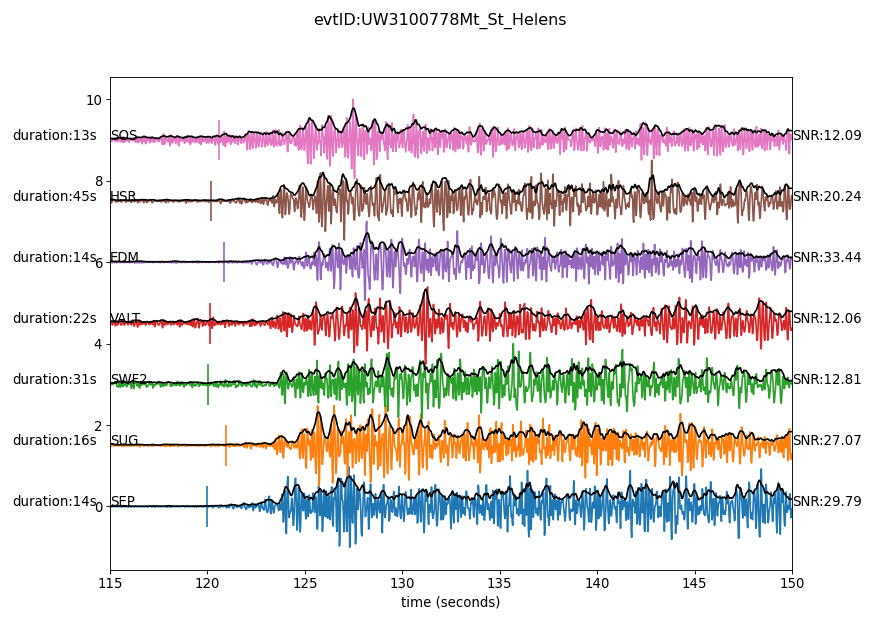 evtID:UW3100778Mt_St_Helens
10
duration:13s SOS SNR:12.09
8
duration:45s HSR SNR:20.24
duration:14s EDM SNR:33.44
6
duration:22s VALT SNR:12.06
4
duration:31s SWF2 SNR:12.81
2
duration:16s SUG SNR:27.07
duration:14s SEP SNR:29.79
0
115 120 125 130 135 140 145 150
time (seconds)